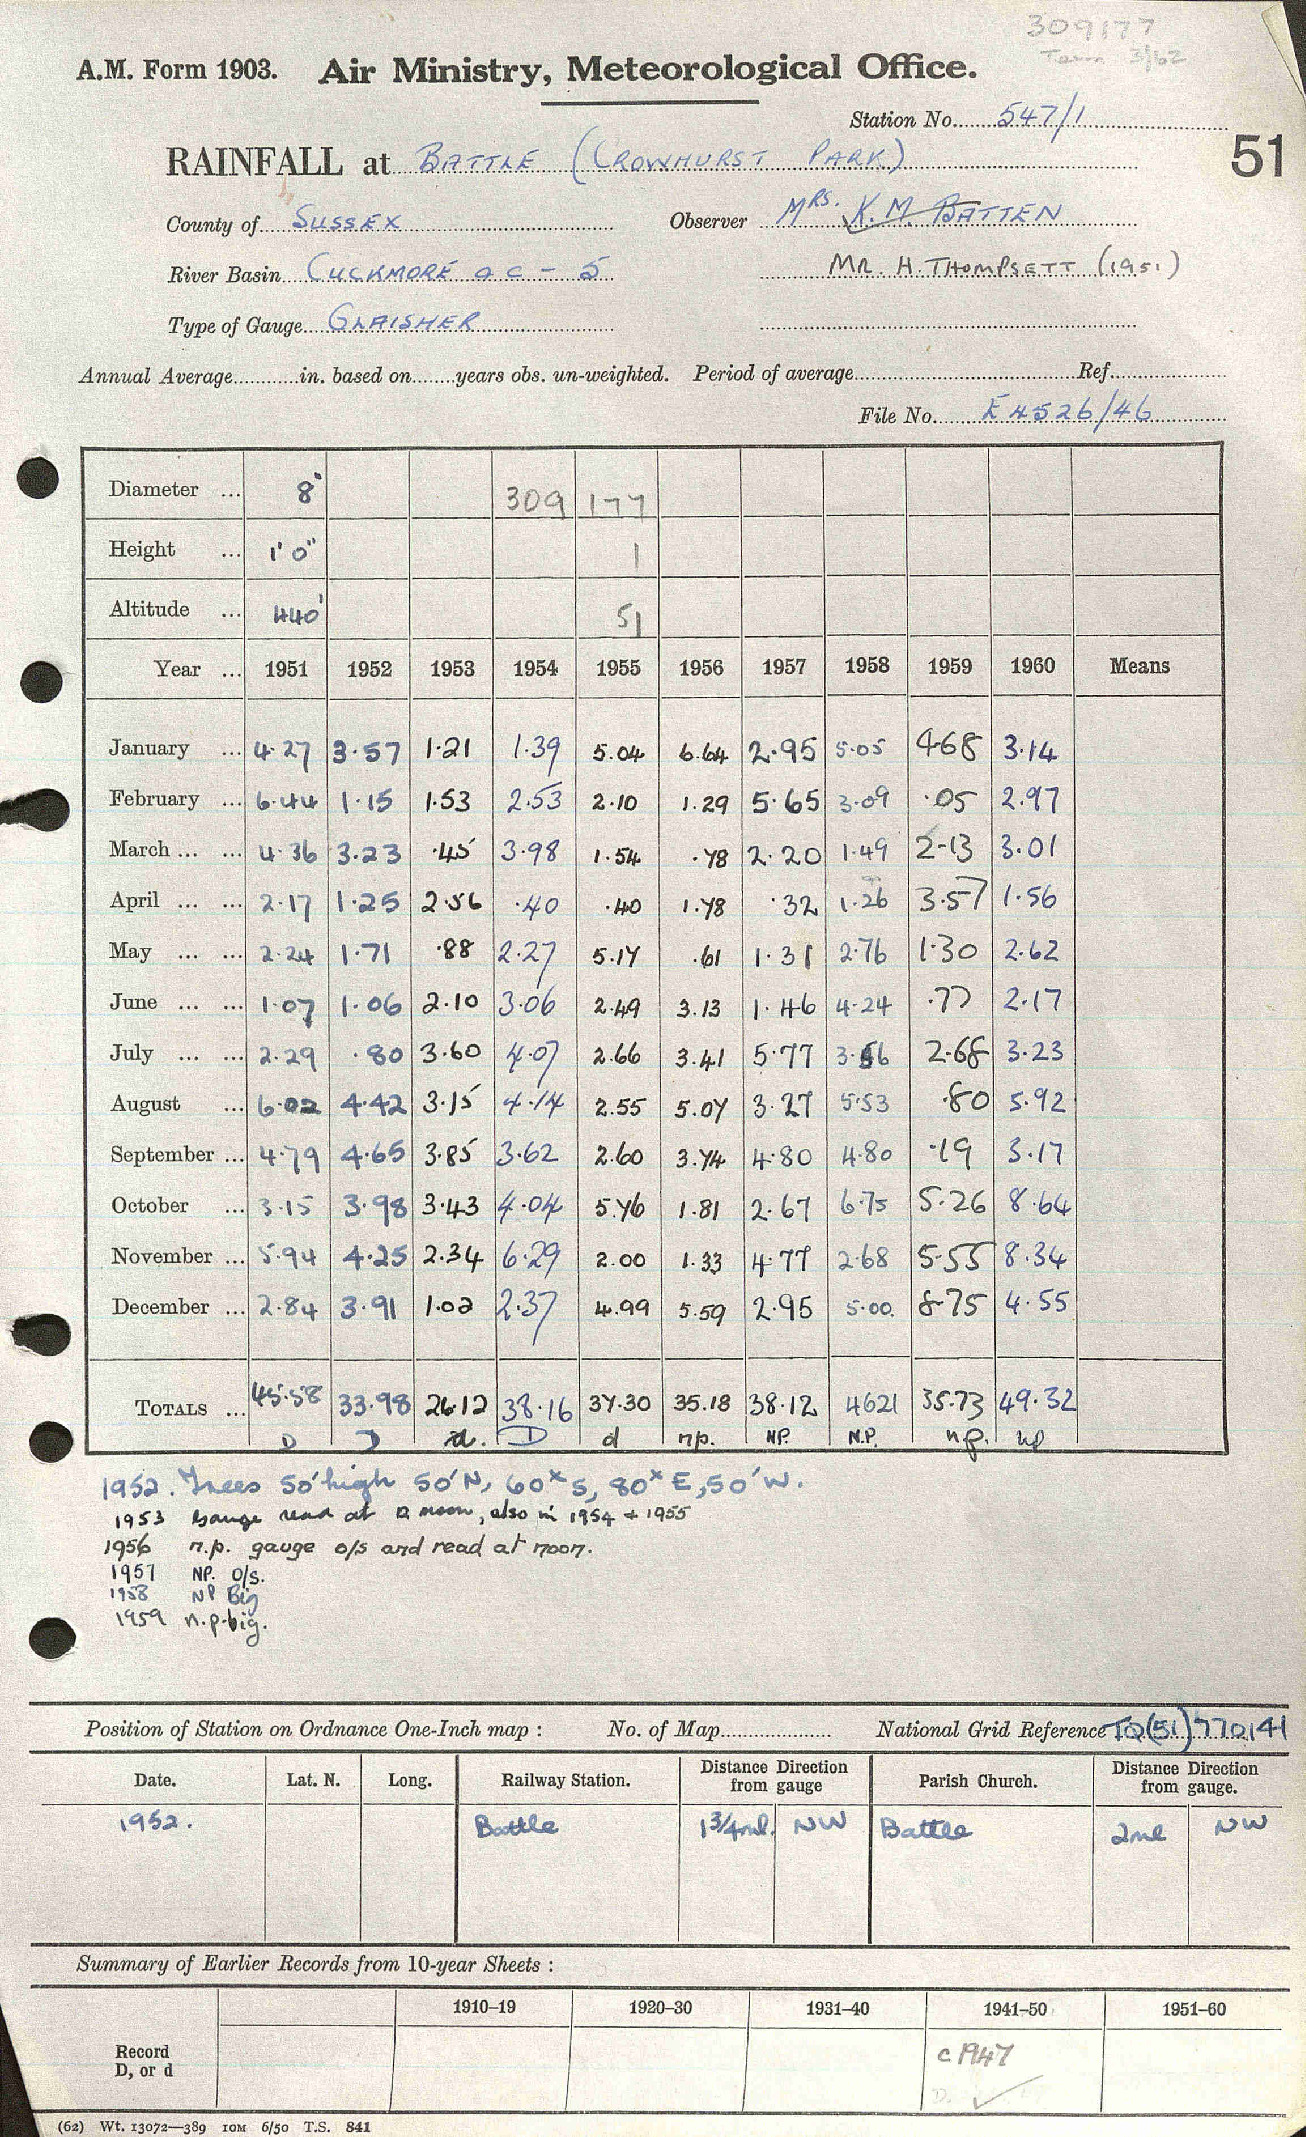 309177
Term 3/62
A.M. Form 1903. Air Ministry, Meteorological Office.
Station No. 547/1
51
RAINFALL at BATTLE (CROWHURST PARK)
County of SUSSEX Observer MRS. K.M. BATTEN
River Basin CUCKMORE a c - 5 MR H. THOMPSETT (1951)
Type of Gauge GLAISHER
Annual Average in. based on years obs. un-weighted. Period of average Ref.
File No. E4526/46
Diameter ... 8" 309 177
Height ... 1' 0" 1
Altitude ... 440' 51
Year ... 1951 1952 1953 1954 1955 1956 1957 1958 1959 1960 Means
January ... 4.27 3.57 1.21 1.39 5.04 6.64 2.95 5.05 4.68 3.14
February ... 6.44 1.15 1.53 2.53 2.10 1.29 5.65 3.09 .05 2.97
March ... ... 4.36 3.23 .45 3.98 1.54 .78 2.20 1.49 2.13 3.01
April ... ... 2.17 1.25 2.56 .40 .40 1.78 .32 1.26 3.57 1.56
May ... ... 2.24 1.71 .88 2.27 5.17 .61 1.31 2.76 1.30 2.62
June ... ... 1.07 1.06 2.10 3.06 2.49 3.13 1.46 4.24 .77 2.17
July ... ... 2.29 .80 3.60 4.07 2.66 3.41 5.77 3.56 2.68 3.23
August ... 6.02 4.42 3.15 4.14 2.55 5.07 3.27 5.53 .80 5.92
September ... 4.79 4.65 3.85 3.62 2.60 3.74 4.80 4.80 .19 3.17
October ... 3.15 3.98 3.43 4.04 5.76 1.81 2.67 6.75 5.26 8.64
November ... 5.94 4.25 2.34 6.29 2.00 1.33 4.77 2.68 5.55 8.34
December ... 2.84 3.91 1.02 2.37 4.99 5.59 2.95 5.00 8.75 4.55
TOTALS ... 45.58 33.98 26.12 38.16 37.30 35.18 38.12 4621 35.73 49.32
D D d. D d n.p. NP. N.P. n.p. np
1952. Trees 50' high 50'N, 60ˣS, 80ˣE, 50'W.
1953 Gauge read at 12 noon, also in 1954 + 1955
1956 n.p. gauge o/s and read at noon.
1957 NP. o/s.
1958 NP Big
1959 n.p. big.
Position of Station on Ordnance One-Inch map : No. of Map National Grid Reference TQ(51)770141
Date. Lat. N. Long. Railway Station. Distance from gauge Direction Parish Church. Distance from gauge. Direction
1952. Battle 1 3/4 ml. NW Battle 2ml NW
Summary of Earlier Records from 10-year Sheets :
1910–19 1920–30 1931–40 1941–50 1951–60
Record D, or d c 1947
D. ✓
(62) Wt. 13072—389 10M 6/50 T.S. 841